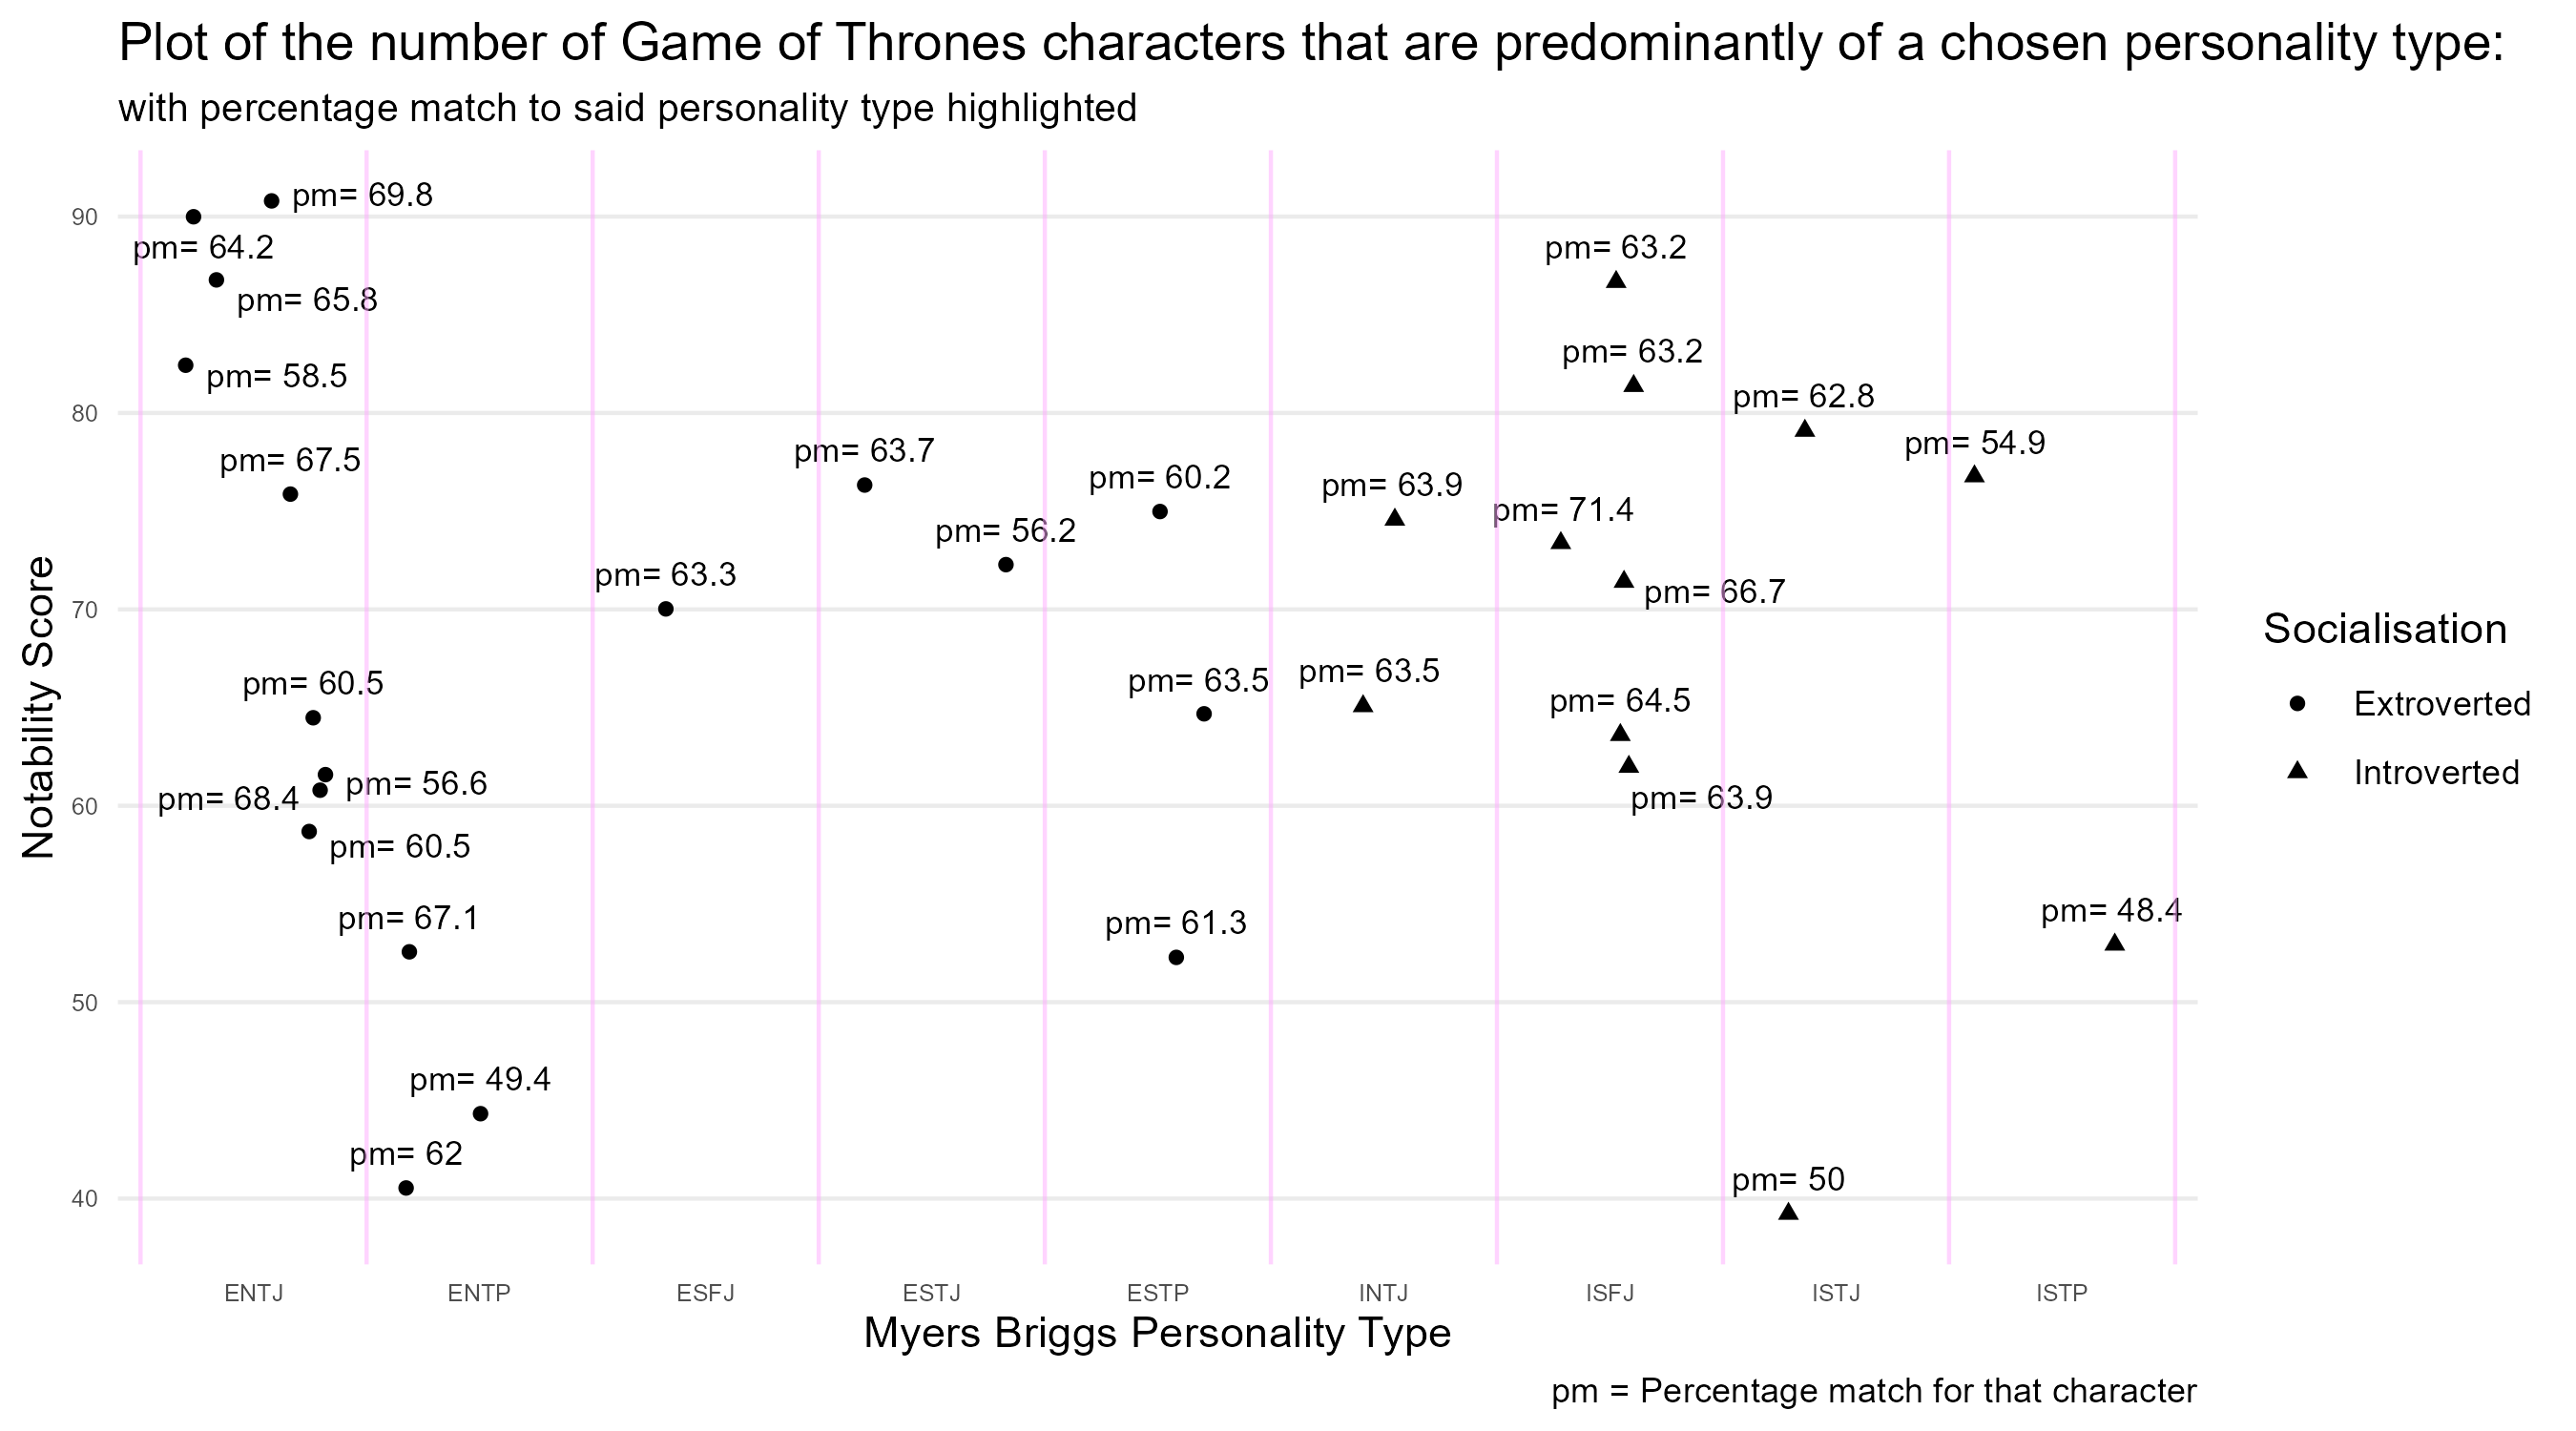 Plot of the number of Game of Thrones characters that are predominantly of a chosen personality type:
with percentage match to said personality type highlighted
Notability Score
90
80
70
60
50
40
pm= 69.8
pm= 64.2
pm= 65.8
pm= 58.5
pm= 67.5
pm= 60.5
pm= 56.6
pm= 68.4
pm= 60.5
pm= 67.1
pm= 49.4
pm= 62
pm= 63.3
pm= 63.7
pm= 56.2
pm= 60.2
pm= 63.5
pm= 61.3
pm= 63.9
pm= 63.5
pm= 63.2
pm= 63.2
pm= 71.4
pm= 66.7
pm= 64.5
pm= 63.9
pm= 62.8
pm= 50
pm= 54.9
pm= 48.4
ENTJ
ENTP
ESFJ
ESTJ
ESTP
INTJ
ISFJ
ISTJ
ISTP
Myers Briggs Personality Type
Socialisation
Extroverted
Introverted
pm = Percentage match for that character